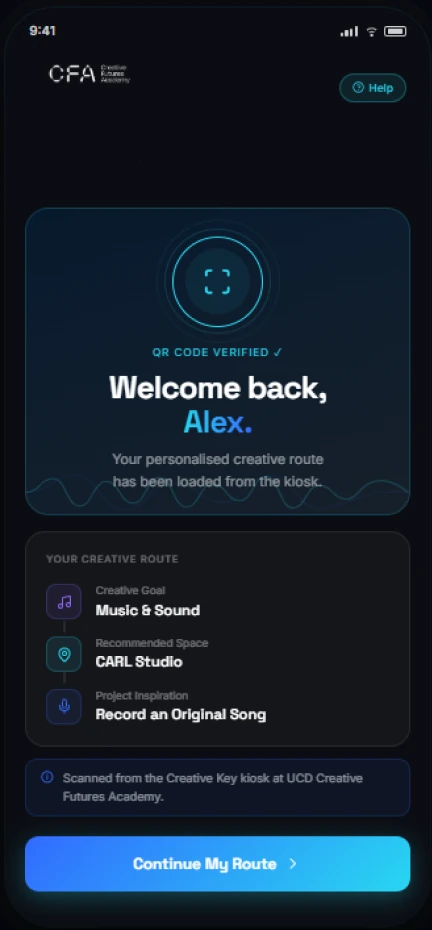 9:41
CFA Creative
Futures
Academy
Help
QR CODE VERIFIED ✓
Welcome back,
Alex.
Your personalised creative route
has been loaded from the kiosk.
YOUR CREATIVE ROUTE
Creative Goal
Music & Sound
Recommended Space
CARL Studio
Project Inspiration
Record an Original Song
Scanned from the Creative Key kiosk at UCD Creative
Futures Academy.
Continue My Route